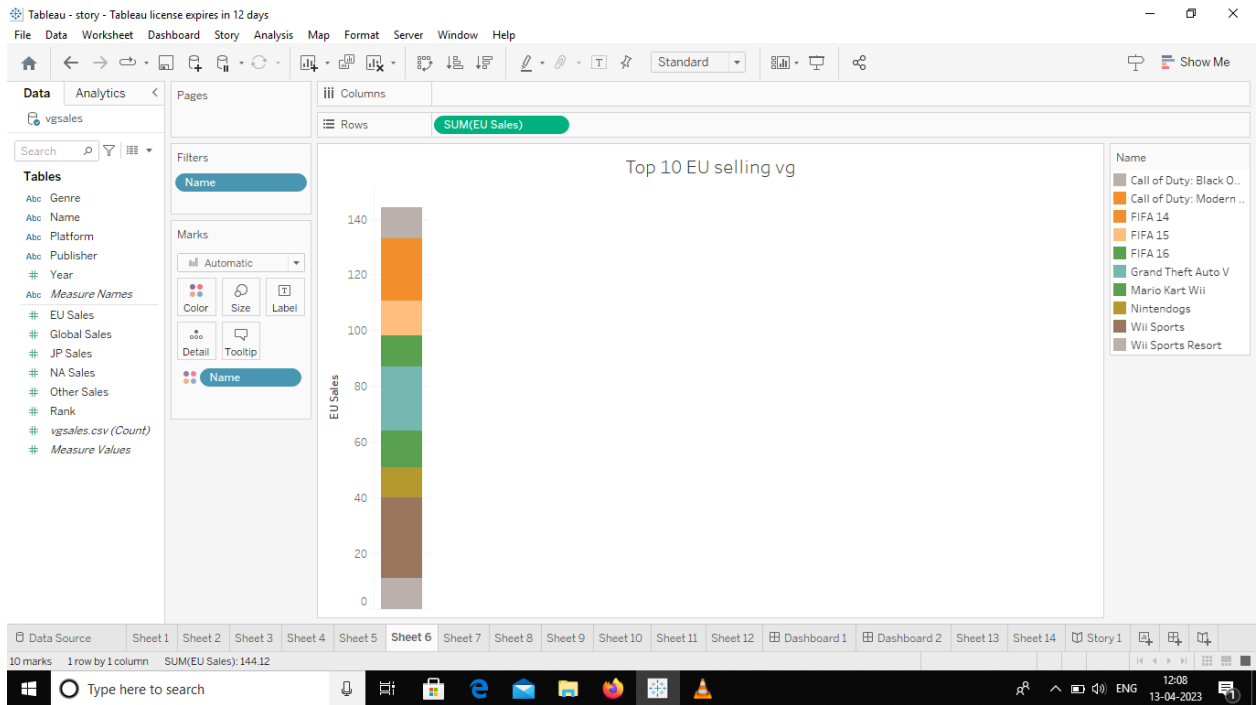 Tableau - story - Tableau license expires in 12 days
File Data Worksheet Dashboard Story Analysis Map Format Server Window Help
Standard
Show Me
Data Analytics
vgsales
Search
Tables
Abc Genre
Abc Name
Abc Platform
Abc Publisher
# Year
Abc Measure Names
# EU Sales
# Global Sales
# JP Sales
# NA Sales
# Other Sales
# Rank
# vgsales.csv (Count)
# Measure Values
Pages
Filters
Name
Marks
Automatic
Color Size Label
T
Detail Tooltip
Name
Columns
Rows SUM(EU Sales)
Top 10 EU selling vg
EU Sales
140
120
100
80
60
40
20
0
Name
Call of Duty: Black O..
Call of Duty: Modern ..
FIFA 14
FIFA 15
FIFA 16
Grand Theft Auto V
Mario Kart Wii
Nintendogs
Wii Sports
Wii Sports Resort
Data Source Sheet 1 Sheet 2 Sheet 3 Sheet 4 Sheet 5 Sheet 6 Sheet 7 Sheet 8 Sheet 9 Sheet 10 Sheet 11 Sheet 12 Dashboard 1 Dashboard 2 Sheet 13 Sheet 14 Story 1
10 marks 1 row by 1 column SUM(EU Sales): 144.12
Type here to search
ENG
12:08
13-04-2023
1